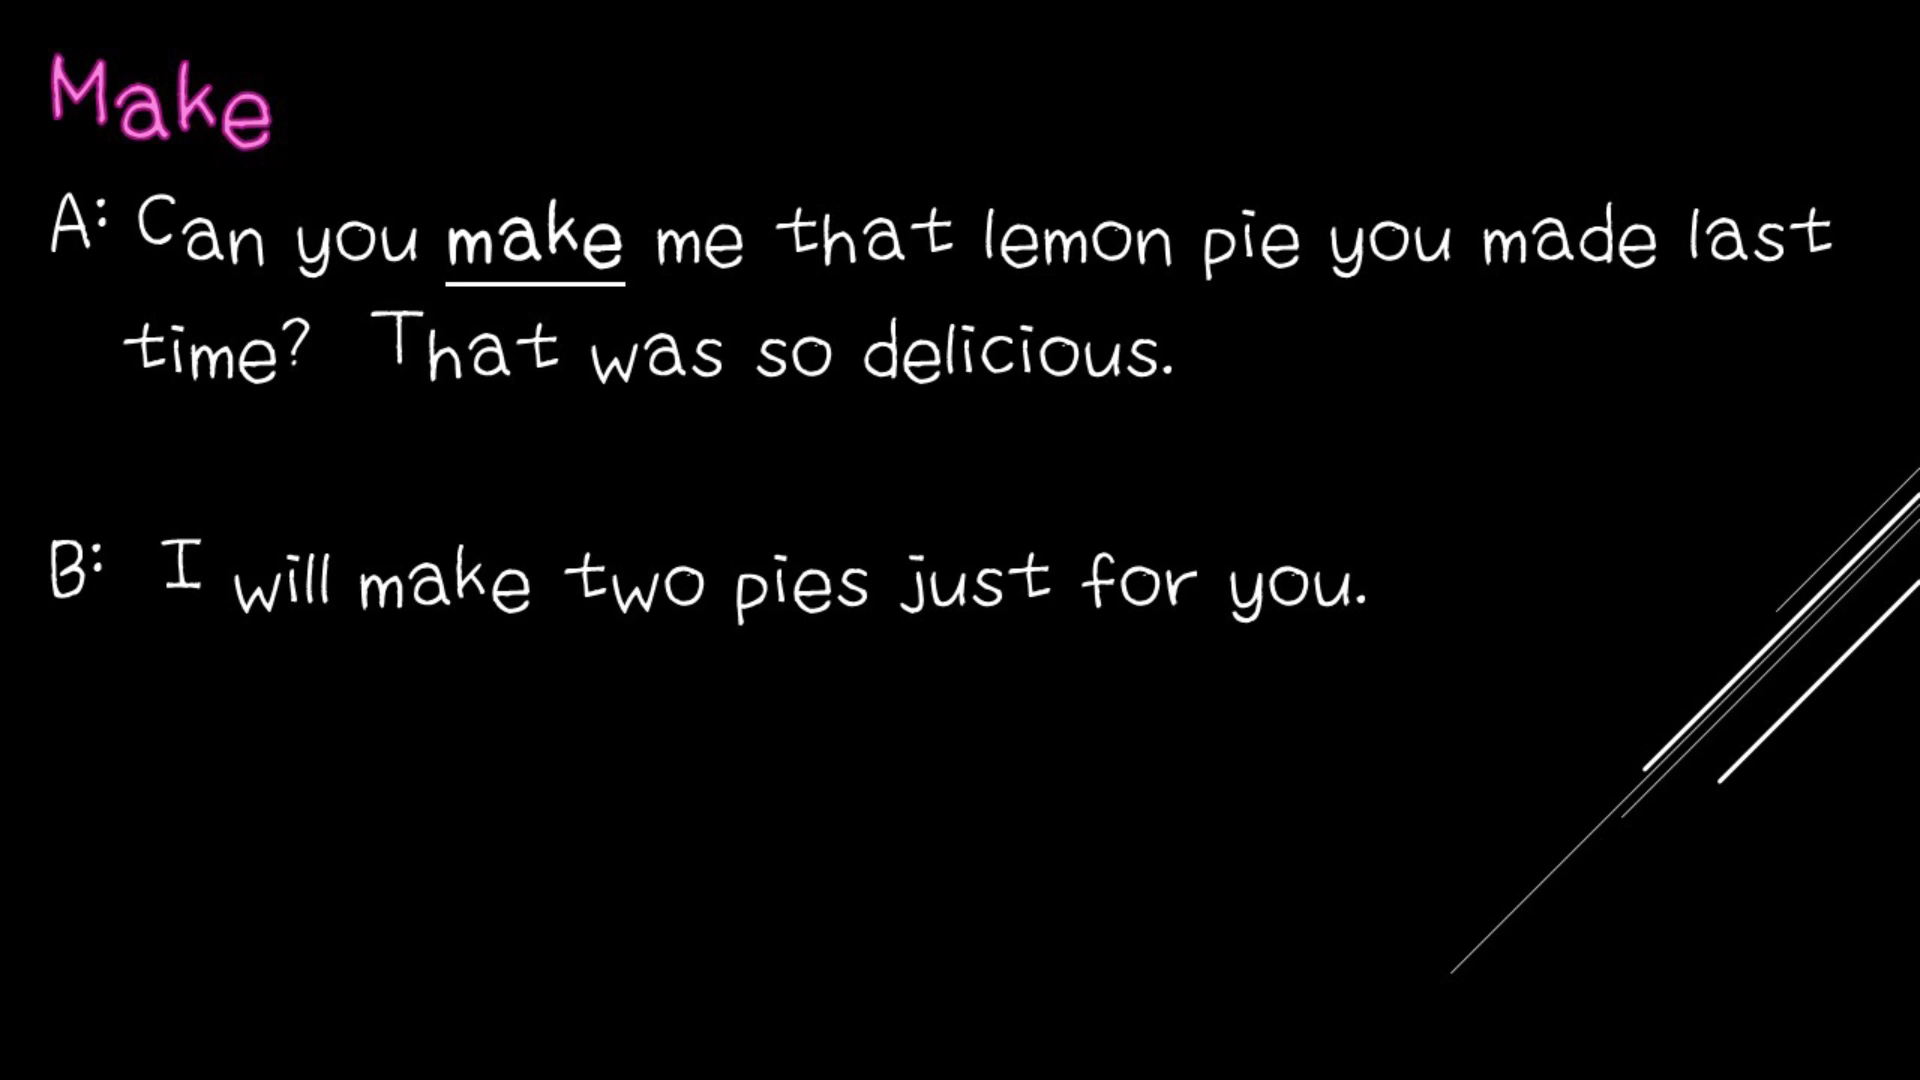 Make
A: Can you make me that lemon pie you made last
time? That was so delicious.
B: I will make two pies just for you.